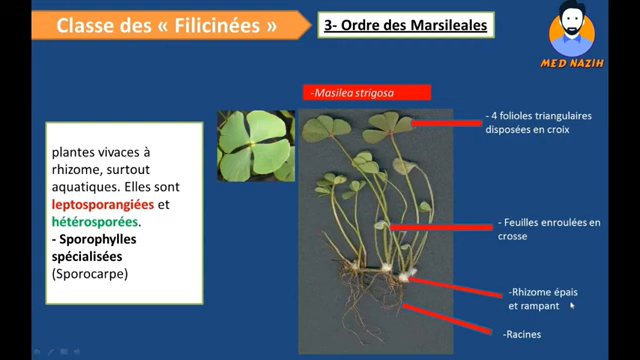 Classe des « Filicinées »
3- Ordre des Marsileales
MED NAZIH
-Masilea strigosa
- 4 folioles triangulaires
disposées en croix
plantes vivaces à
rhizome, surtout
aquatiques. Elles sont
leptosporangiées et
hétérosporées.
- Sporophylles
spécialisées
(Sporocarpe)
- Feuilles enroulées en
crosse
-Rhizome épais
et rampant
-Racines